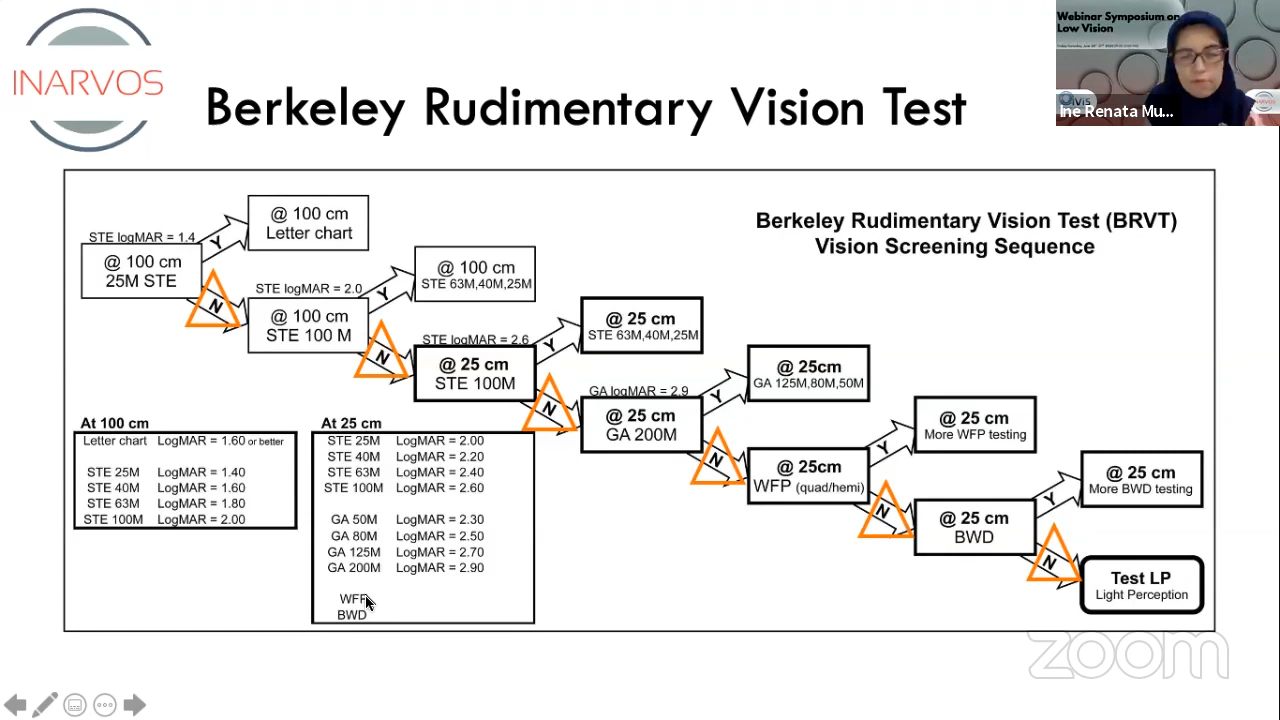 INARVOS
Berkeley Rudimentary Vision Test
Webinar Symposium on
Low Vision
Ine Renata Mu...
Berkeley Rudimentary Vision Test (BRVT)
Vision Screening Sequence
STE logMAR = 1.4
@ 100 cm
25M STE
Y
@ 100 cm
Letter chart
N
STE logMAR = 2.0
@ 100 cm
STE 100 M
Y
@ 100 cm
STE 63M,40M,25M
N
STE logMAR = 2.6
@ 25 cm
STE 100M
Y
@ 25 cm
STE 63M,40M,25M
N
GA logMAR = 2.9
@ 25 cm
GA 200M
Y
@ 25cm
GA 125M,80M,50M
N
@ 25cm
WFP (quad/hemi)
Y
@ 25 cm
More WFP testing
N
@ 25 cm
BWD
Y
@ 25 cm
More BWD testing
N
Test LP
Light Perception
At 100 cm
Letter chart LogMAR = 1.60 or better
STE 25M LogMAR = 1.40
STE 40M LogMAR = 1.60
STE 63M LogMAR = 1.80
STE 100M LogMAR = 2.00
At 25 cm
STE 25M LogMAR = 2.00
STE 40M LogMAR = 2.20
STE 63M LogMAR = 2.40
STE 100M LogMAR = 2.60
GA 50M LogMAR = 2.30
GA 80M LogMAR = 2.50
GA 125M LogMAR = 2.70
GA 200M LogMAR = 2.90
WFP
BWD
zoom